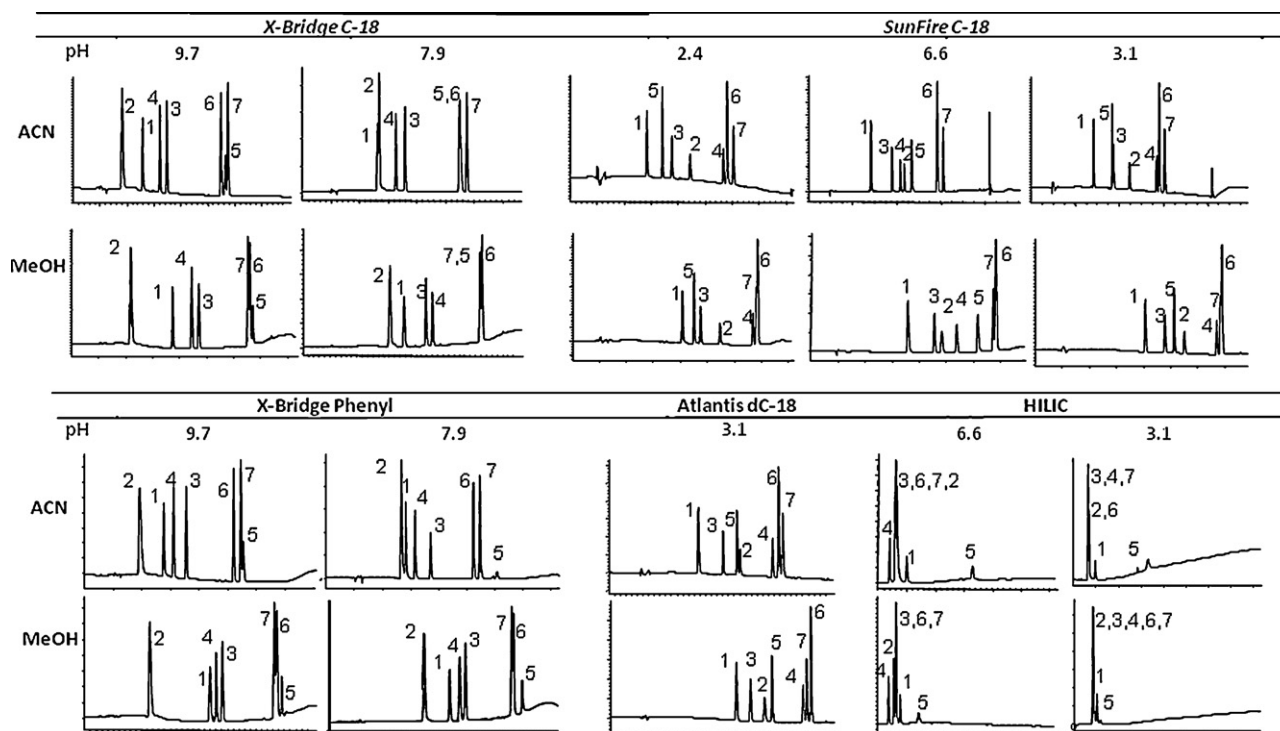 X-Bridge C-18 SunFire C-18
pH 9.7 7.9 2.4 6.6 3.1
ACN
2 1 4 3 6 7 5
2 1 4 3 5,6 7
1 5 3 2 4 6 7
1 3 4 2 5 6 7
1 5 3 2 4 6 7
MeOH
2 1 4 3 7 6 5
2 1 3 4 7,5 6
1 5 3 2 4 7 6
1 3 2 4 5 7 6
1 3 5 2 4 7 6
X-Bridge Phenyl Atlantis dC-18 HILIC
pH 9.7 7.9 3.1 6.6 3.1
ACN
2 1 4 3 6 7 5
2 1 4 3 6 7 5
1 3 5 2 4 6 7
4 3,6,7,2 1 5
3,4,7
2,6
1 5
MeOH
2 1 4 3 7 6 5
2 1 4 3 7 6 5
1 3 2 5 4 7 6
4 2 3,6,7 1 5
2,3,4,6,7
1
5